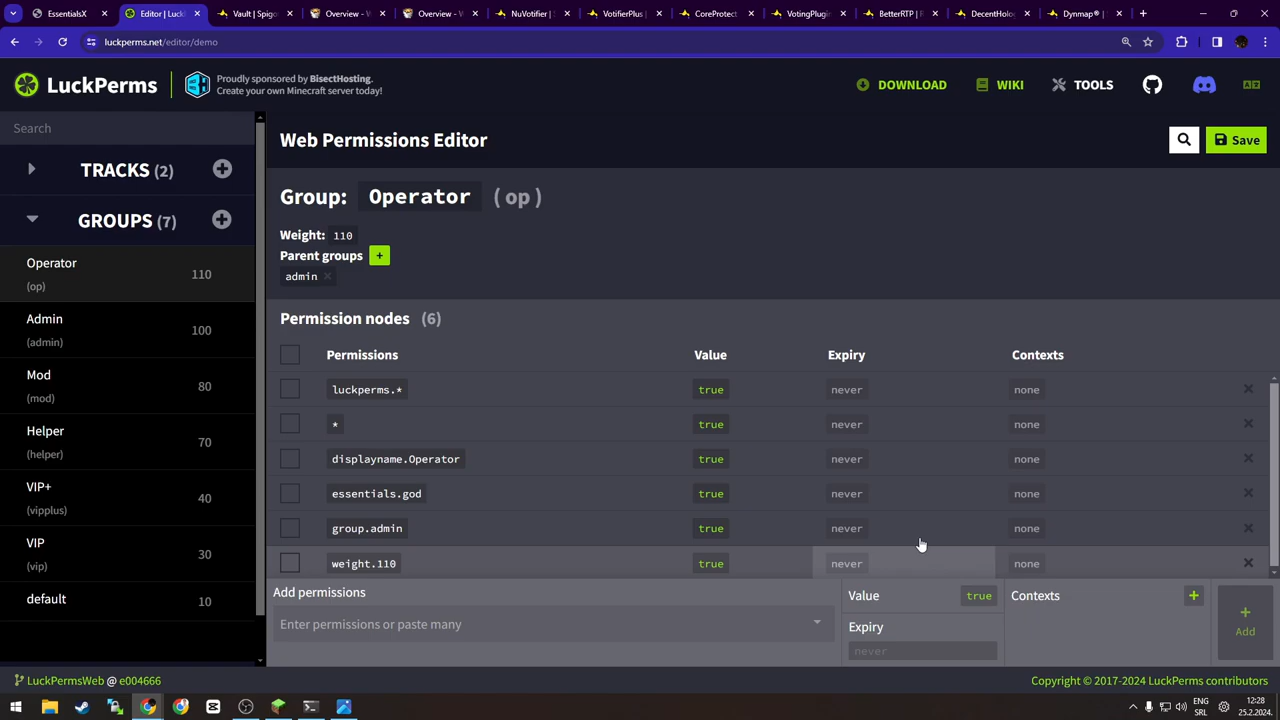 EssentialsX
Editor | Luck
Vault | Spigo
Overview - W
Overview - W
NuVotifier | S
VotifierPlus |
CoreProtect
VotingPlugin
BetterRTP | F
DecentHolog
Dynmap® |
luckperms.net/editor/demo
LuckPerms
Proudly sponsored by BisectHosting.
Create your own Minecraft server today!
DOWNLOAD
WIKI
TOOLS
Search
TRACKS (2)
GROUPS (7)
Operator
(op)
110
Admin
(admin)
100
Mod
(mod)
80
Helper
(helper)
70
VIP+
(vipplus)
40
VIP
(vip)
30
default
10
Web Permissions Editor
Save
Group: Operator (op)
Weight: 110
Parent groups +
admin ×
Permission nodes (6)
Permissions Value Expiry Contexts
luckperms.* true never none
* true never none
displayname.Operator true never none
essentials.god true never none
group.admin true never none
weight.110 true never none
Add permissions
Enter permissions or paste many
Value true
Expiry
never
Contexts +
+
Add
LuckPermsWeb @ e004666
Copyright © 2017-2024 LuckPerms contributors
ENG
SRL
12:28
25.2.2024.